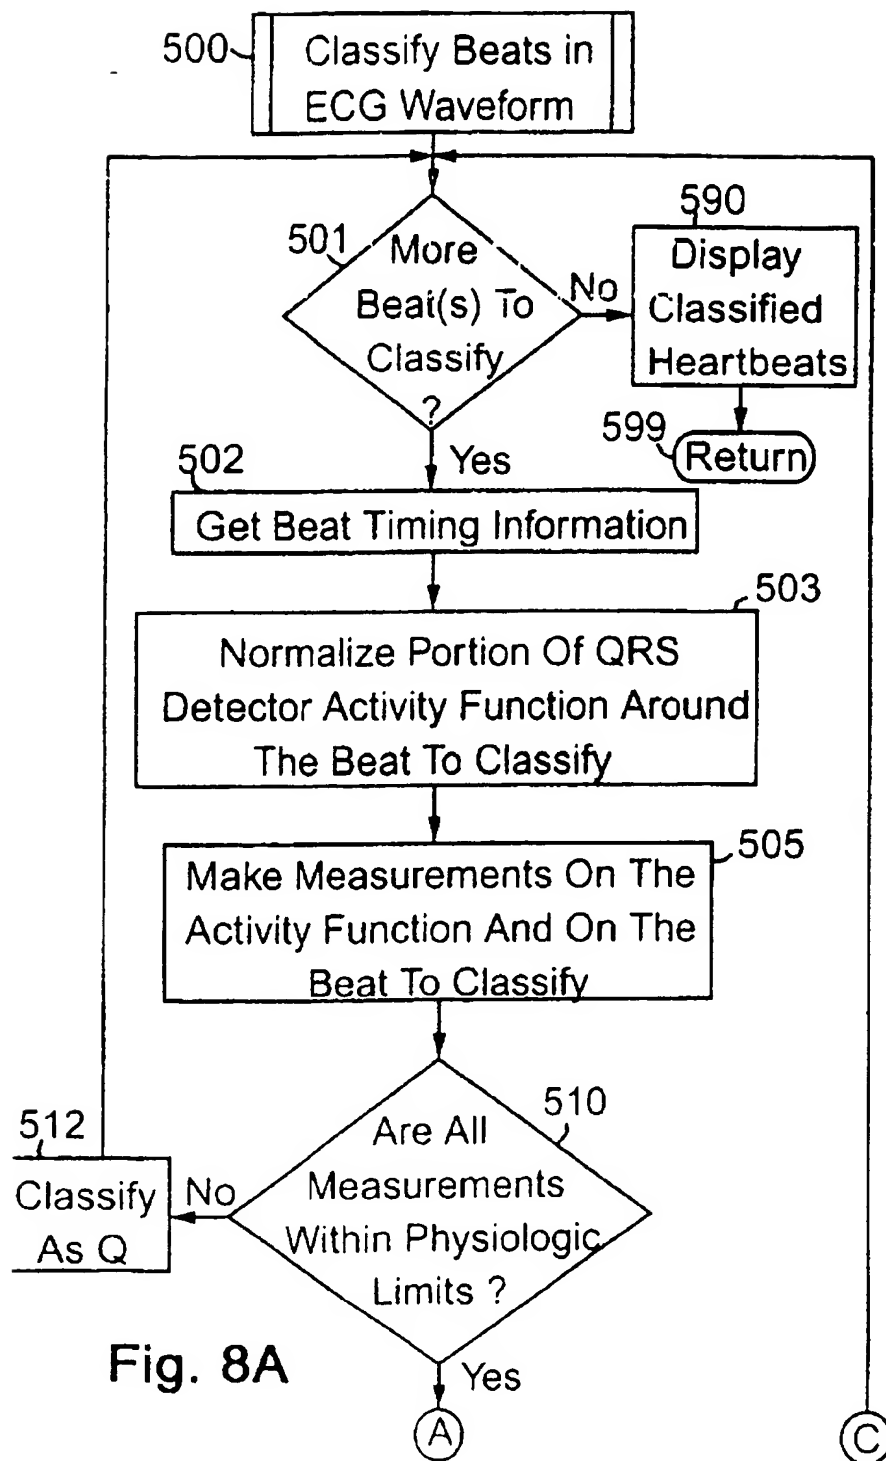 500
Classify Beats in
ECG Waveform
501
More
Beat(s) To
Classify
?
No
590
Display
Classified
Heartbeats
599
Return
Yes
502
Get Beat Timing Information
503
Normalize Portion Of QRS
Detector Activity Function Around
The Beat To Classify
505
Make Measurements On The
Activity Function And On The
Beat To Classify
510
Are All
Measurements
Within Physiologic
Limits ?
No
512
Classify
As Q
Yes
Fig. 8A
A
C